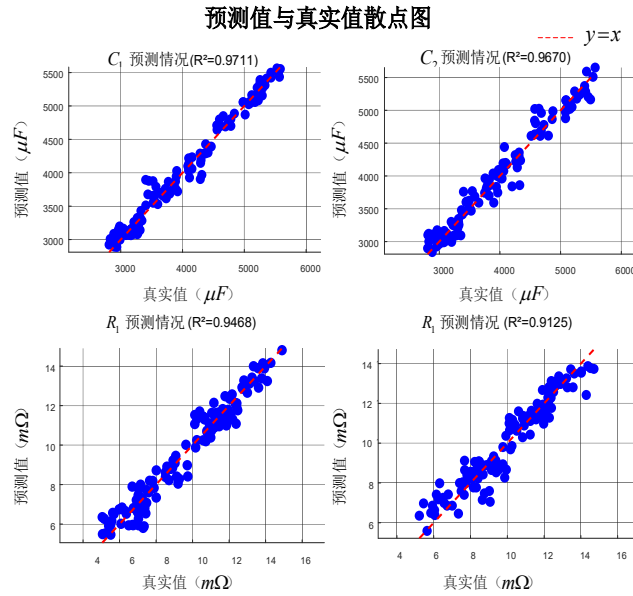 预测值与真实值散点图
y=x
C₁ 预测情况(R²=0.9711)
C₂ 预测情况(R²=0.9670)
5500
5000
4500
4000
3500
3000
3000 4000 5000 6000
预测值（μF）
真实值（μF）
5500
5000
4500
4000
3500
3000
3000 4000 5000 6000
预测值（μF）
真实值（μF）
R₁ 预测情况 (R²=0.9468)
R₁ 预测情况 (R²=0.9125)
14
12
10
8
6
4 6 8 10 12 14 16
预测值（mΩ）
真实值（mΩ）
14
12
10
8
6
4 6 8 10 12 14 16
预测值（mΩ）
真实值（mΩ）